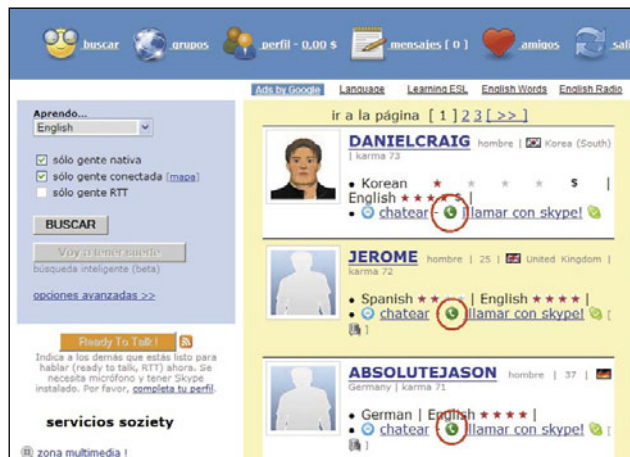 buscar grupos perfil - 0,00 $ mensajes [ 0 ] amigos sali
Ads by Google Language Learning ESL English Words English Radio
Aprendo...
English
sólo gente nativa
sólo gente conectada [mapa]
sólo gente RTT
BUSCAR
Voy a tener suerte
búsqueda inteligente (beta)
opciones avanzadas >>
Ready To Talk !
Indica a los demás que estás listo para
hablar (ready to talk, RTT) ahora. Se
necesita micrófono y tener Skype
instalado. Por favor, completa tu perfil.
servicios soziety
zona multimedia !
ir a la página [ 1 ] 2 3 [ >> ]
DANIELCRAIG hombre | Korea (South)
| karma 73
• Korean ★ ★ ★ ★ $ |
English ★ ★ ★ ★ $ |
• chatear - ¡llamar con skype!
JEROME hombre | 25 | United Kingdom |
karma 72
• Spanish ★ ★ ★ ★ | English ★ ★ ★ ★ |
• chatear - ¡llamar con skype! [
]
ABSOLUTEJASON hombre | 37 |
Germany | karma 71
• German | English ★ ★ ★ ★ |
• chatear - ¡llamar con skype! [
]